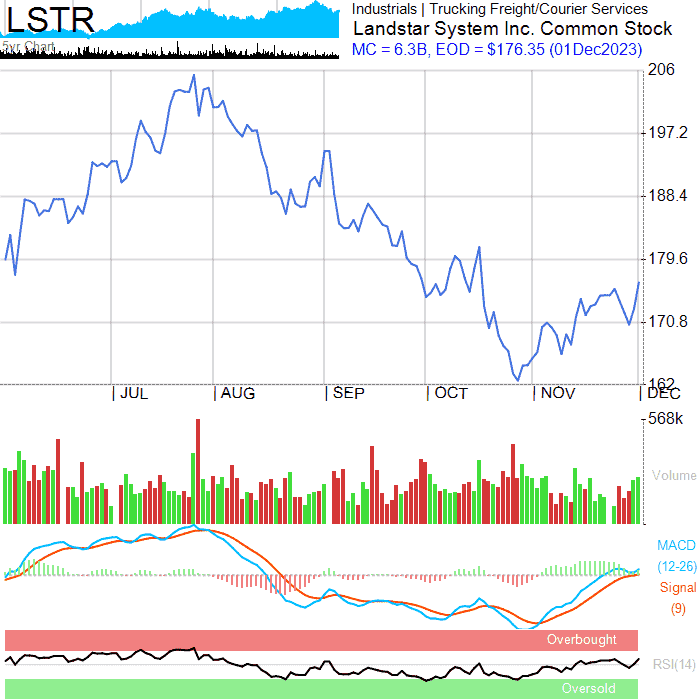 LSTR
5yr Chart
Industrials | Trucking Freight/Courier Services
Landstar System Inc. Common Stock
MC = 6.3B, EOD = $176.35 (01Dec2023)
206
197.2
188.4
179.6
170.8
162
JUL
AUG
SEP
OCT
NOV
DEC
568k
Volume
MACD
(12-26)
Signal
(9)
Overbought
RSI(14)
Oversold